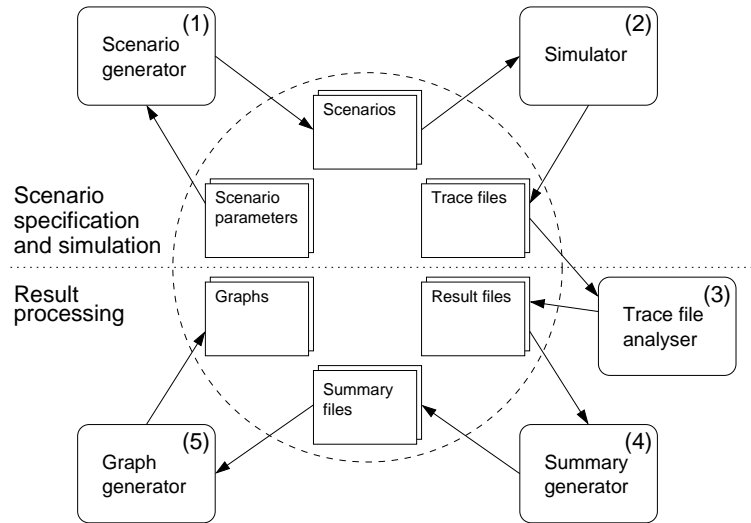 (1)
Scenario
generator
(2)
Simulator
Scenarios
Scenario
parameters
Trace files
Scenario
specification
and simulation
Result
processing
Graphs
Result files
(3)
Trace file
analyser
Summary
files
(5)
Graph
generator
(4)
Summary
generator